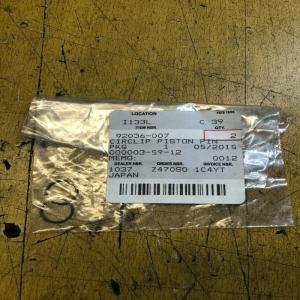 LOCATION
I133L C 39
ITEM NBR. QTY.
92036-007 2
CIRCLIP PISTON PIN
PKG 1 05/2015
000003-59-12
MEMO: 0012
DEALER NBR. ORDER NBR. INVOICE NBR.
1037 Z470S0 1C4YT
JAPAN